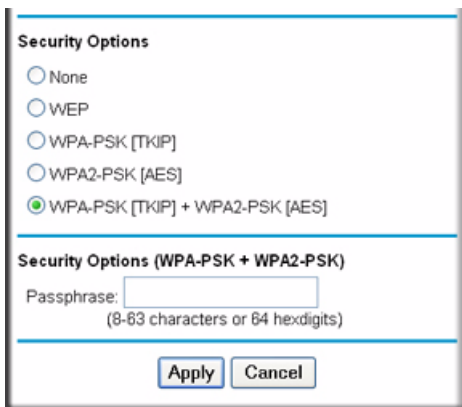 Security Options
None
WEP
WPA-PSK [TKIP]
WPA2-PSK [AES]
WPA-PSK [TKIP] + WPA2-PSK [AES]
Security Options (WPA-PSK + WPA2-PSK)
Passphrase:
(8-63 characters or 64 hexdigits)
Apply Cancel